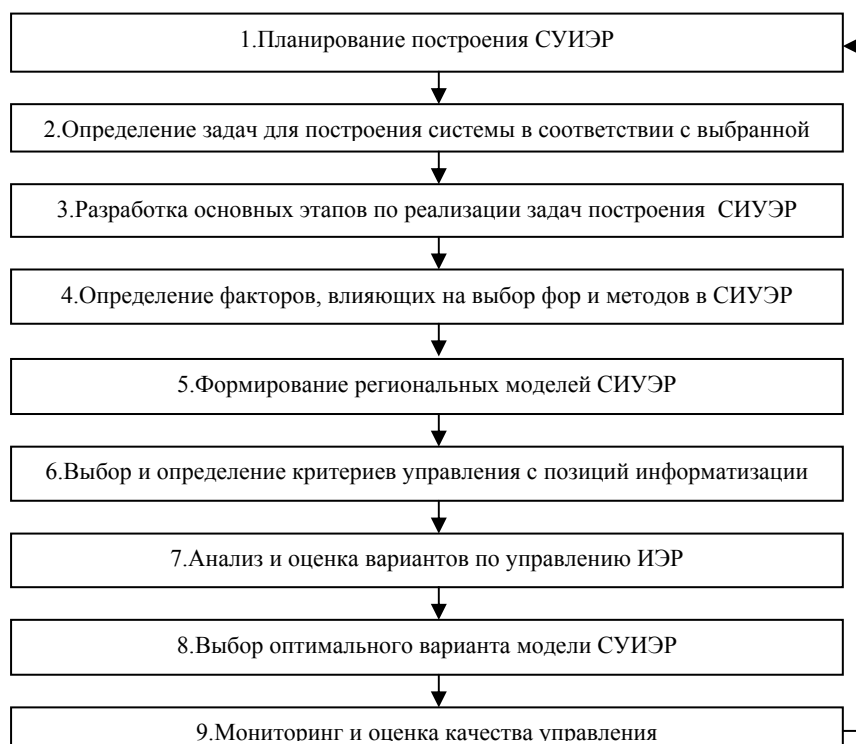 1.Планирование построения СУИЭР
2.Определение задач для построения системы в соответствии с выбранной
3.Разработка основных этапов по реализации задач построения СИУЭР
4.Определение факторов, влияющих на выбор фор и методов в СИУЭР
5.Формирование региональных моделей СИУЭР
6.Выбор и определение критериев управления с позиций информатизации
7.Анализ и оценка вариантов по управлению ИЭР
8.Выбор оптимального варианта модели СУИЭР
9.Мониторинг и оценка качества управления